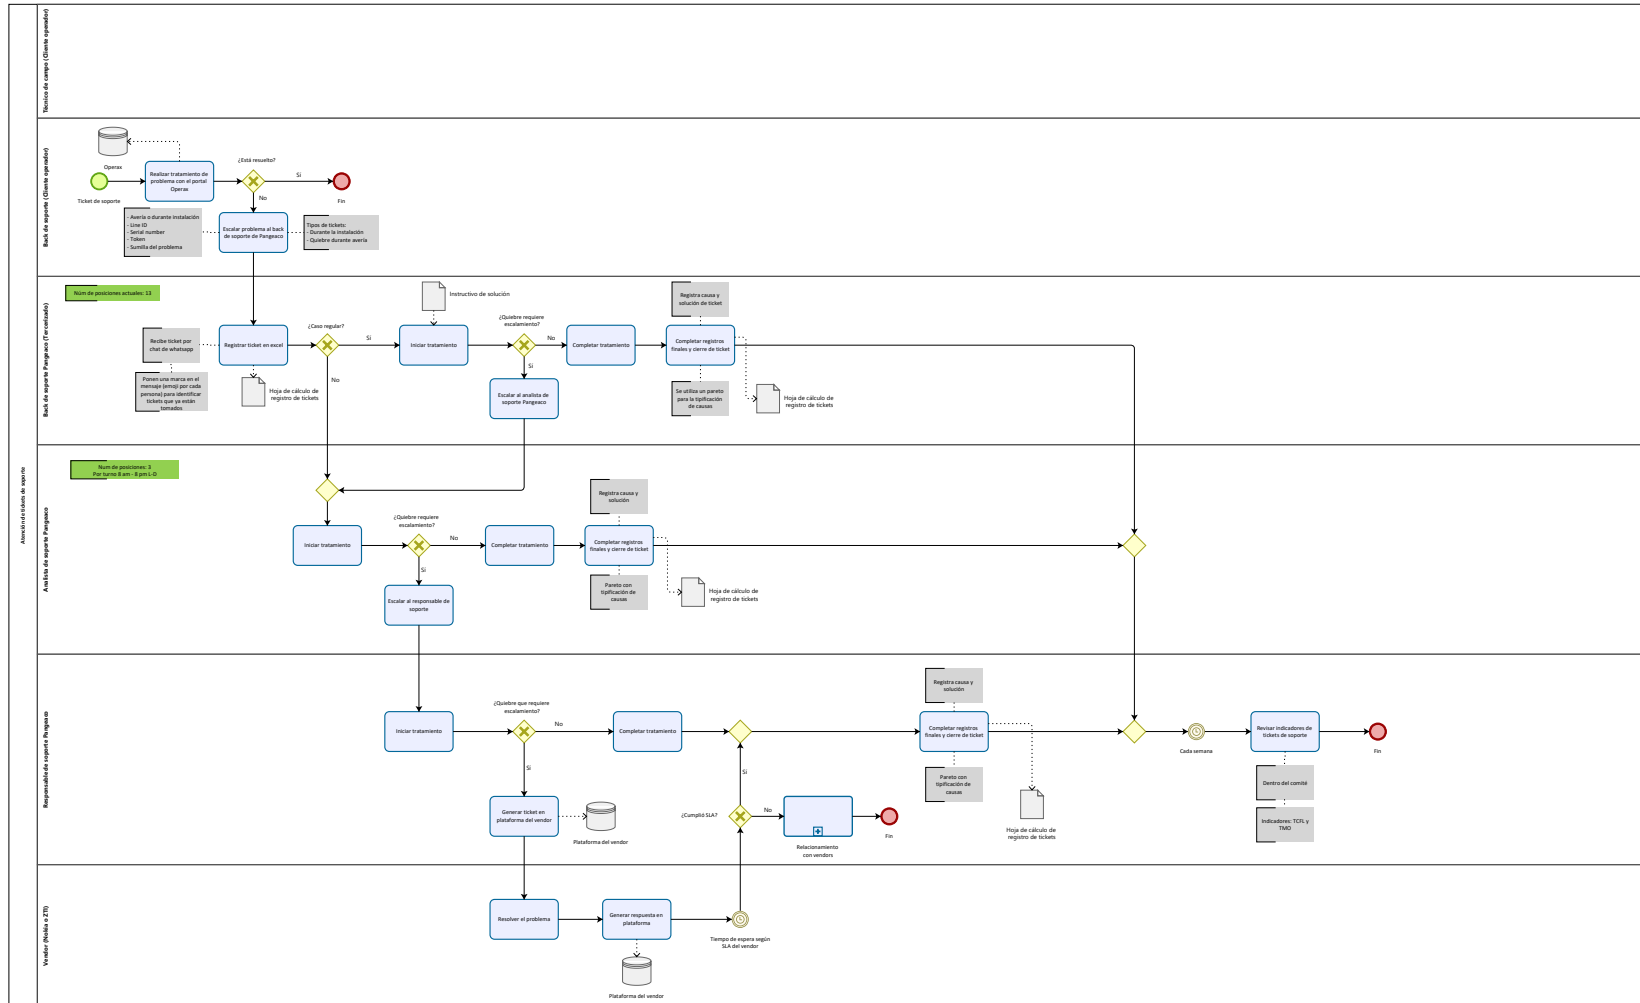 Atención de tickets de soporte
Técnico de campo (Cliente operador)
Back de soporte (Cliente operador)
Operax
Ticket de soporte
Realizar tratamiento de
problema con el portal
Operax
¿Está resuelto?
Si
Fin
No
- Avería o durante instalación
- Line ID
- Serial number
- Token
- Sumilla del problema
Escalar problema al back
de soporte de Pangeaco
Tipos de tickets:
- Durante la instalación
- Quiebre durante avería
Back de soporte Pangeaco (Tercerizado)
Núm de posiciones actuales: 13
Recibe ticket por
chat de whatsapp
Ponen una marca en el
mensaje (emoji por cada
persona) para identificar
tickets que ya están
tomados
Registrar ticket en excel
Hoja de cálculo de
registro de tickets
¿Caso regular?
Si
No
Instructivo de solución
Iniciar tratamiento
¿Quiebre requiere
escalamiento?
No
Si
Escalar al analista de
soporte Pangeaco
Completar tratamiento
Registra causa y
solución de ticket
Completar registros
finales y cierre de ticket
Se utiliza un pareto
para la tipificación
de causas
Hoja de cálculo de
registro de tickets
Analista de soporte Pangeaco
Num de posiciones: 3
Por turno 8 am - 8 pm L-D
Iniciar tratamiento
¿Quiebre requiere
escalamiento?
No
Si
Escalar al responsable de
soporte
Completar tratamiento
Registra causa y
solución
Completar registros
finales y cierre de ticket
Pareto con
tipificación de
causas
Hoja de cálculo de
registro de tickets
Responsable de soporte Pangeaco
Iniciar tratamiento
¿Quiebre que requiere
escalamiento?
No
Si
Completar tratamiento
Generar ticket en
plataforma del vendor
Plataforma del vendor
¿Cumplió SLA?
Si
No
Relacionamiento
con vendors
Fin
Registra causa y
solución
Completar registros
finales y cierre de ticket
Pareto con
tipificación de
causas
Hoja de cálculo de
registro de tickets
Cada semana
Revisar indicadores de
tickets de soporte
Dentro del comité
Indicadores: TCFL y
TMO
Fin
Vendor (Nokia o ZTI)
Resolver el problema
Generar respuesta en
plataforma
Plataforma del vendor
Tiempo de espera según
SLA del vendor